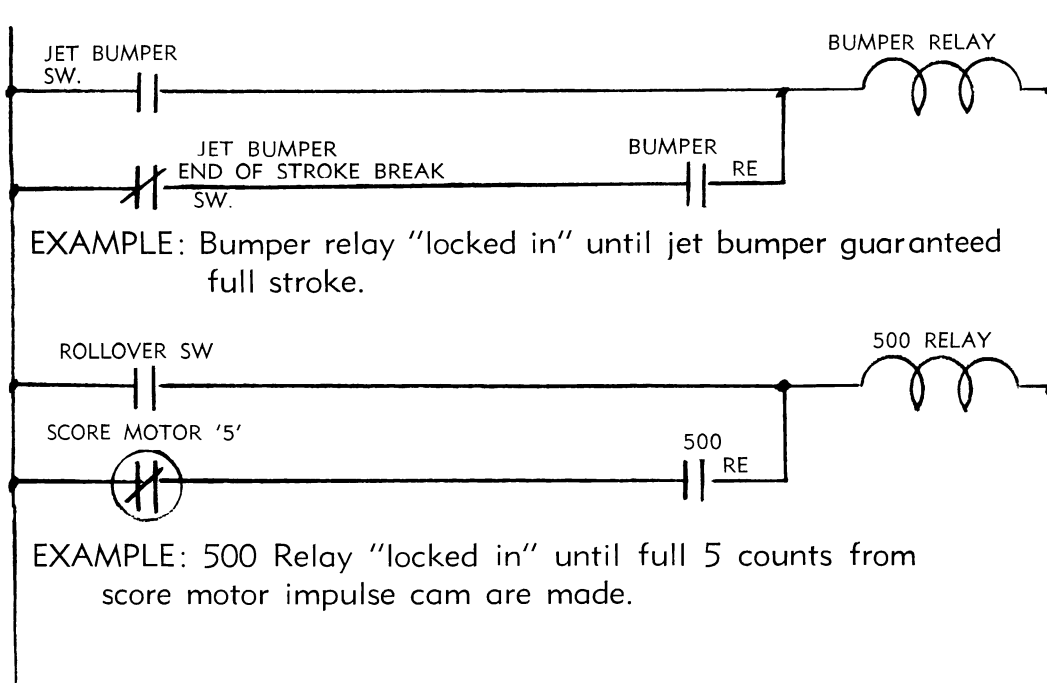 JET BUMPER
SW.
BUMPER RELAY
JET BUMPER
END OF STROKE BREAK
SW.
BUMPER
RE
EXAMPLE: Bumper relay "locked in" until jet bumper guaranteed
full stroke.
ROLLOVER SW
500 RELAY
SCORE MOTOR '5'
500
RE
EXAMPLE: 500 Relay "locked in" until full 5 counts from
score motor impulse cam are made.